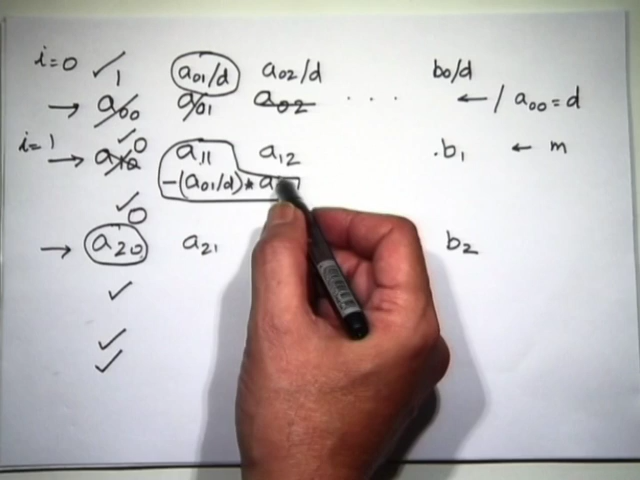 i=0 ✓1 a01/d a02/d b0/d
→ a00 a01 a02 . . . ← / a00=d
✓0
i=1 → a10 a11 a12 .b1 ← m
-(a01/d)*a
✓0
→ a20 a21 b2
✓
✓
✓